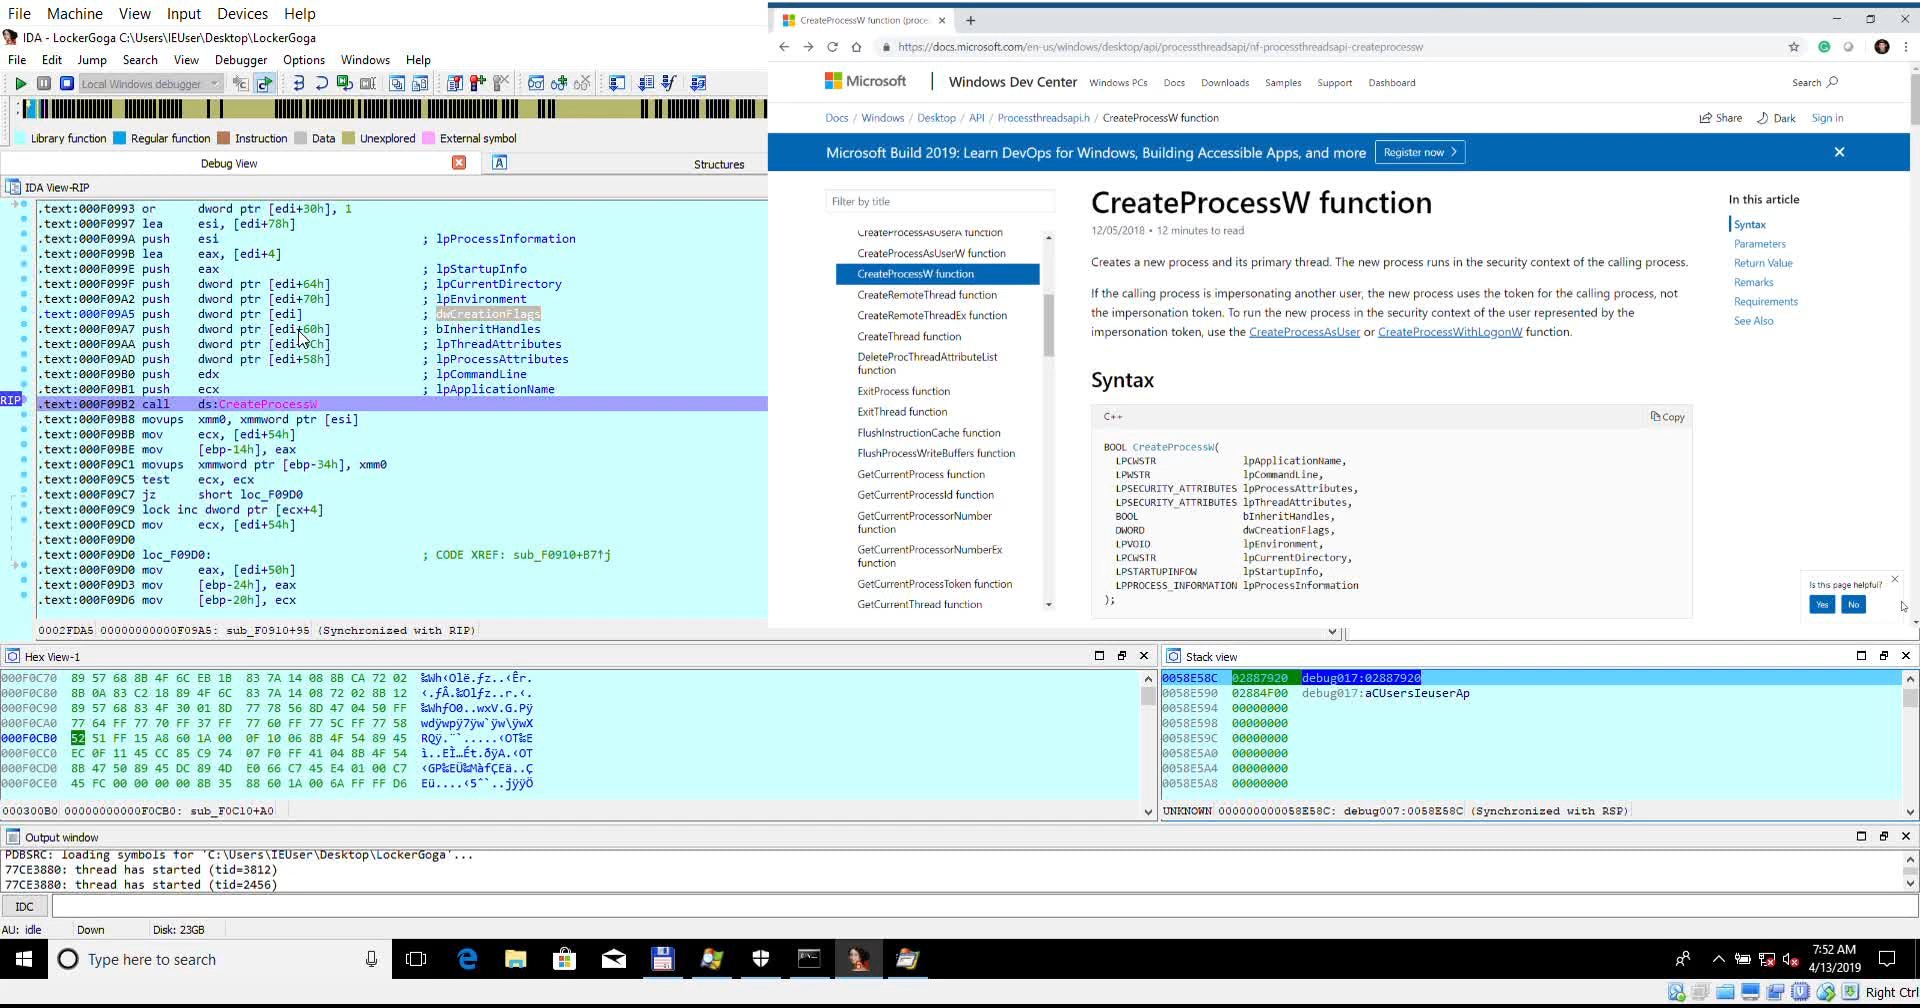 File Machine View Input Devices Help
IDA - LockerGoga C:\Users\IEUser\Desktop\LockerGoga
File Edit Jump Search View Debugger Options Windows Help
Local Windows debugger
Library function Regular function Instruction Data Unexplored External symbol
Debug View
Structures
IDA View-RIP
.text:000F0993 or dword ptr [edi+30h], 1
.text:000F0997 lea esi, [edi+78h]
.text:000F099A push esi ; lpProcessInformation
.text:000F099B lea eax, [edi+4]
.text:000F099E push eax ; lpStartupInfo
.text:000F099F push dword ptr [edi+64h] ; lpCurrentDirectory
.text:000F09A2 push dword ptr [edi+70h] ; lpEnvironment
.text:000F09A5 push dword ptr [edi] ; dwCreationFlags
.text:000F09A7 push dword ptr [edi+60h] ; bInheritHandles
.text:000F09AA push dword ptr [edi Ch] ; lpThreadAttributes
.text:000F09AD push dword ptr [edi+58h] ; lpProcessAttributes
.text:000F09B0 push edx ; lpCommandLine
.text:000F09B1 push ecx ; lpApplicationName
RIP .text:000F09B2 call ds:CreateProcessW
.text:000F09B8 movups xmm0, xmmword ptr [esi]
.text:000F09BB mov ecx, [edi+54h]
.text:000F09BE mov [ebp-14h], eax
.text:000F09C1 movups xmmword ptr [ebp-34h], xmm0
.text:000F09C5 test ecx, ecx
.text:000F09C7 jz short loc_F09D0
.text:000F09C9 lock inc dword ptr [ecx+4]
.text:000F09CD mov ecx, [edi+54h]
.text:000F09D0
.text:000F09D0 loc_F09D0: ; CODE XREF: sub_F0910+B7↑j
.text:000F09D0 mov eax, [edi+50h]
.text:000F09D3 mov [ebp-24h], eax
.text:000F09D6 mov [ebp-20h], ecx
0002FDA5 00000000000F09A5: sub_F0910+95 (Synchronized with RIP)
CreateProcessW function (proce
https://docs.microsoft.com/en-us/windows/desktop/api/processthreadsapi/nf-processthreadsapi-createprocessw
Microsoft Windows Dev Center Windows PCs Docs Downloads Samples Support Dashboard Search
Docs / Windows / Desktop / API / Processthreadsapi.h / CreateProcessW function Share Dark Sign in
Microsoft Build 2019: Learn DevOps for Windows, Building Accessible Apps, and more Register now
Filter by title
CreateProcessAsUserA function
CreateProcessAsUserW function
CreateProcessW function
CreateRemoteThread function
CreateRemoteThreadEx function
CreateThread function
DeleteProcThreadAttributeList
function
ExitProcess function
ExitThread function
FlushInstructionCache function
FlushProcessWriteBuffers function
GetCurrentProcess function
GetCurrentProcessId function
GetCurrentProcessorNumber
function
GetCurrentProcessorNumberEx
function
GetCurrentProcessToken function
GetCurrentThread function
CreateProcessW function
12/05/2018 • 12 minutes to read
Creates a new process and its primary thread. The new process runs in the security context of the calling process.
If the calling process is impersonating another user, the new process uses the token for the calling process, not
the impersonation token. To run the new process in the security context of the user represented by the
impersonation token, use the CreateProcessAsUser or CreateProcessWithLogonW function.
Syntax
C++ Copy
BOOL CreateProcessW(
LPCWSTR lpApplicationName,
LPWSTR lpCommandLine,
LPSECURITY_ATTRIBUTES lpProcessAttributes,
LPSECURITY_ATTRIBUTES lpThreadAttributes,
BOOL bInheritHandles,
DWORD dwCreationFlags,
LPVOID lpEnvironment,
LPCWSTR lpCurrentDirectory,
LPSTARTUPINFOW lpStartupInfo,
LPPROCESS_INFORMATION lpProcessInformation
);
In this article
Syntax
Parameters
Return Value
Remarks
Requirements
See Also
Is this page helpful?
Yes No
Hex View-1
000F0C70 89 57 68 8B 4F 6C EB 1B 83 7A 14 08 8B CA 72 02 ‰Wh‹Olë.ƒz..‹Êr.
000F0C80 8B 0A 83 C2 18 89 4F 6C 83 7A 14 08 72 02 8B 12 ‹.ƒÂ.‰Olƒz..r.‹.
000F0C90 89 57 68 83 4F 30 01 8D 77 78 56 8D 47 04 50 FF ‰WhƒO0..wxV.G.Pÿ
000F0CA0 77 64 FF 77 70 FF 37 FF 77 60 FF 77 5C FF 77 58 wdÿwpÿ7ÿw`ÿw\ÿwX
000F0CB0 52 51 FF 15 A8 60 1A 00 0F 10 06 8B 4F 54 89 45 RQÿ.¨`.....‹OT‰E
000F0CC0 EC 0F 11 45 CC 85 C9 74 07 F0 FF 41 04 8B 4F 54 ì..EÌ…Ét.ðÿA.‹OT
000F0CD0 8B 47 50 89 45 DC 89 4D E0 66 C7 45 E4 01 00 C7 ‹GP‰EÜ‰MàfÇEä..Ç
000F0CE0 45 FC 00 00 00 00 8B 35 88 60 1A 00 6A FF FF D6 Eü....‹5ˆ`..jÿÿÖ
000300B0 00000000000F0CB0: sub_F0C10+A0
Stack view
0058E58C 02887920 debug017:02887920
0058E590 02884F00 debug017:aCUsersIeuserAp
0058E594 00000000
0058E598 00000000
0058E59C 00000000
0058E5A0 00000000
0058E5A4 00000000
0058E5A8 00000000
UNKNOWN 000000000058E58C: debug007:0058E58C (Synchronized with RSP)
Output window
PDBSRC: loading symbols for 'C:\Users\IEUser\Desktop\LockerGoga'...
77CE3880: thread has started (tid=3812)
77CE3880: thread has started (tid=2456)
IDC
AU: idle Down Disk: 23GB
Type here to search
7:52 AM
4/13/2019
Right Ctrl